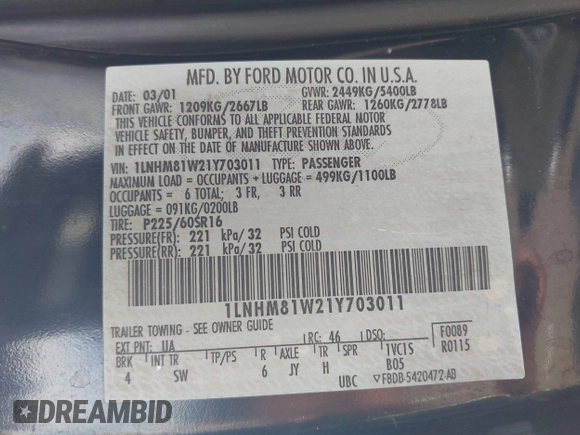 MFD. BY FORD MOTOR CO. IN U.S.A.
DATE: 03/01 GVWR: 2449KG/5400LB
FRONT GAWR: 1209KG/2667LB REAR GAWR: 1260KG/2778LB
THIS VEHICLE CONFORMS TO ALL APPLICABLE FEDERAL MOTOR
VEHICLE SAFETY, BUMPER, AND THEFT PREVENTION STANDARDS
IN EFFECT ON THE DATE OF MANUFACTURE SHOWN ABOVE.
VIN: 1LNHM81W21Y703011 TYPE: PASSENGER
MAXIMUM LOAD = OCCUPANTS + LUGGAGE = 499KG/1100LB
OCCUPANTS = 6 TOTAL; 3 FR, 3 RR
LUGGAGE = 091KG/0200LB
TIRE: P225/60SR16
PRESSURE(FR): 221 kPa/ 32 PSI COLD
PRESSURE(RR): 221 kPa/ 32 PSI COLD
1LNHM81W21Y703011
TRAILER TOWING - SEE OWNER GUIDE
EXT PNT: UA RC: 46 DSO: F0089
BRK INT TR TP/PS R AXLE TR SPR 1VC15 R0115
4 SW 6 JY H B05
UBC F8DB-5420472-AB
DREAMBID